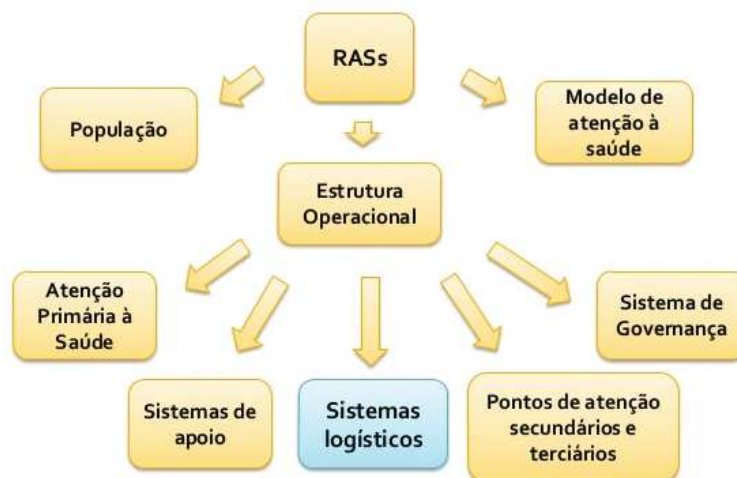 RASs
População
Modelo de
atenção à
saúde
Estrutura
Operacional
Atenção
Primária à
Saúde
Sistema de
Governança
Sistemas de
apoio
Sistemas
logísticos
Pontos de atenção
secundários e
terciários